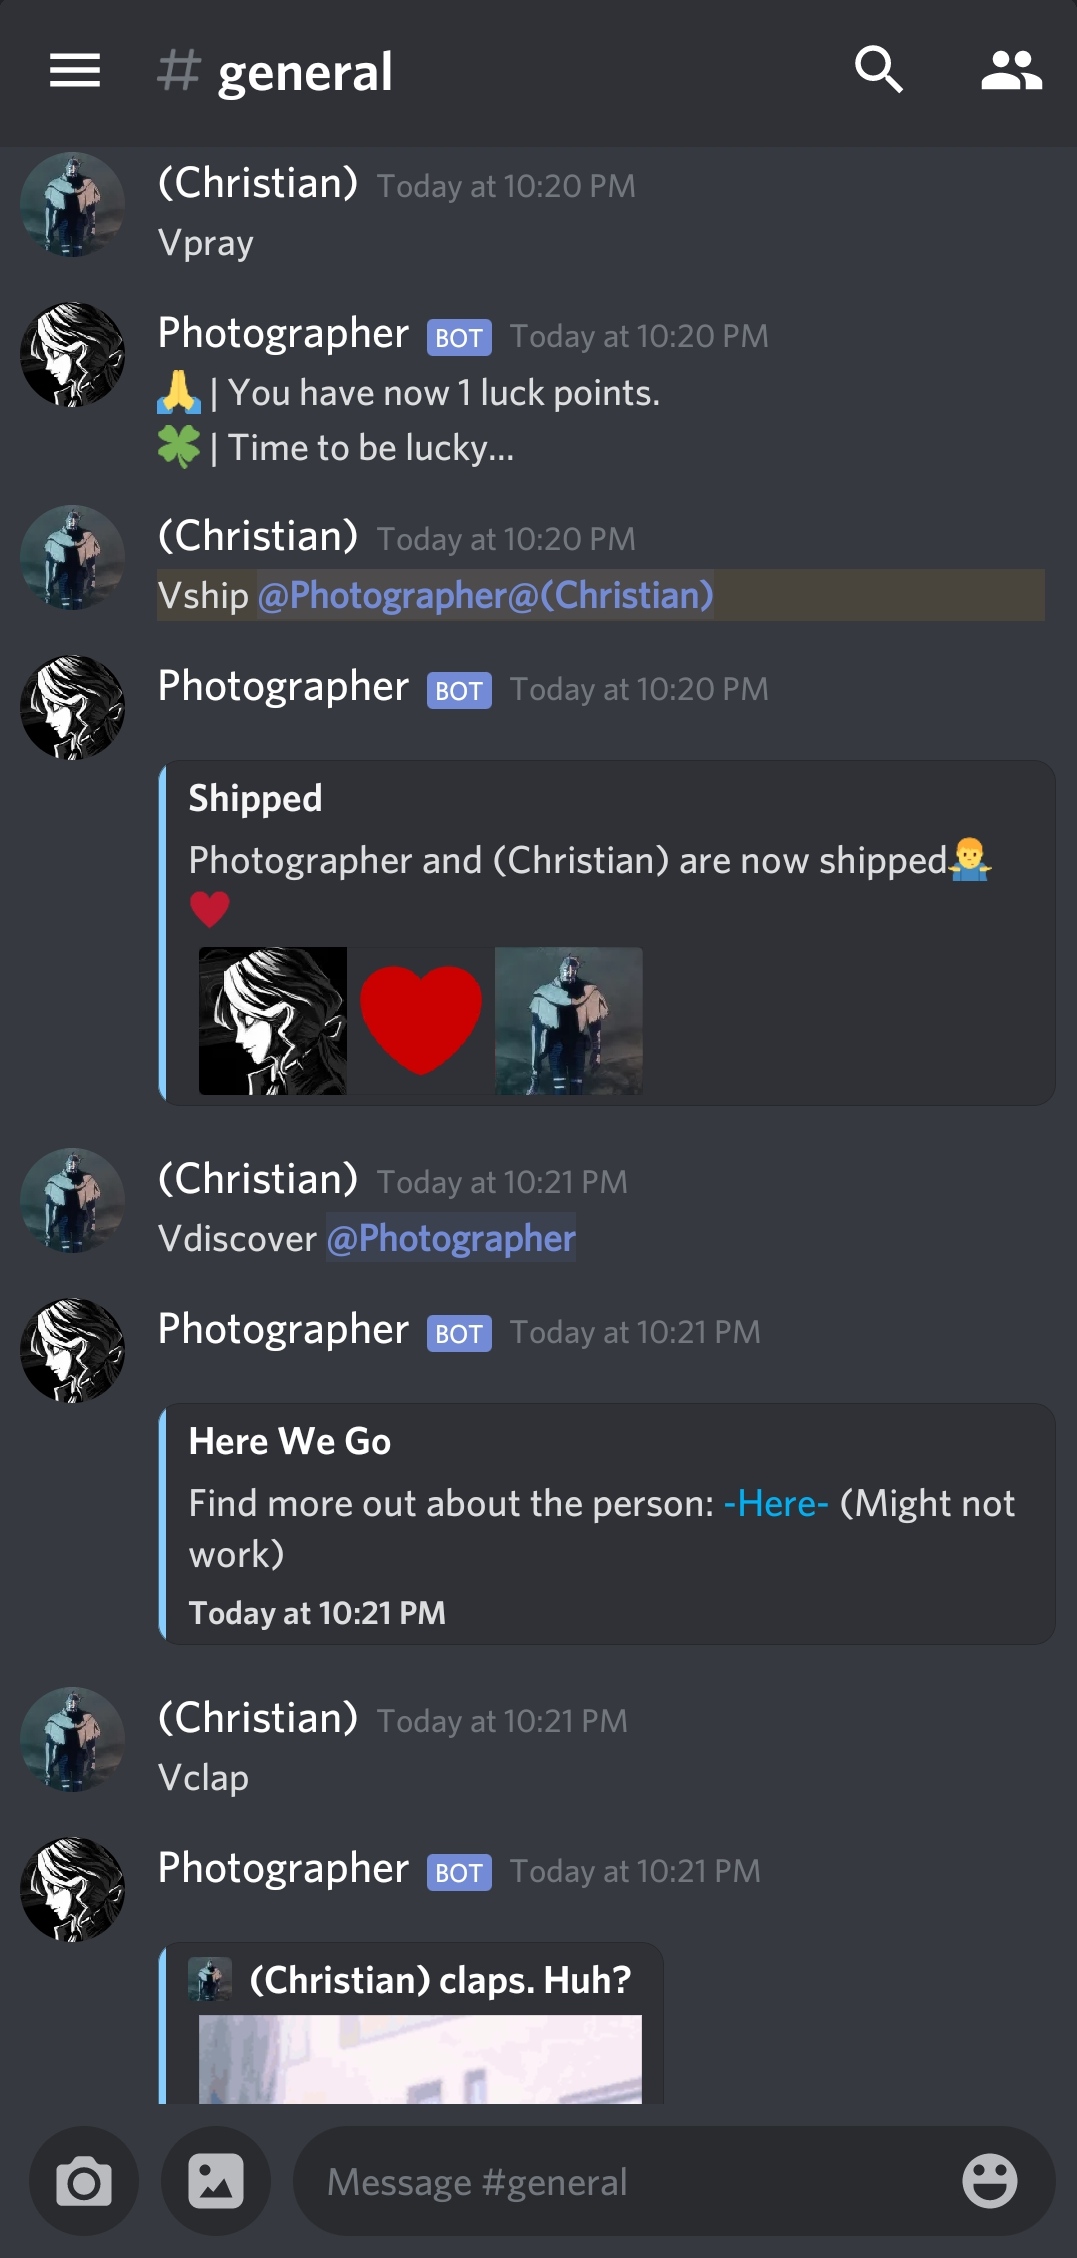 # general
(Christian) Today at 10:20 PM
Vpray
Photographer BOT Today at 10:20 PM
🙏 | You have now 1 luck points.
🍀 | Time to be lucky...
(Christian) Today at 10:20 PM
Vship @Photographer@(Christian)
Photographer BOT Today at 10:20 PM
Shipped
Photographer and (Christian) are now shipped🤷‍♂️
❤️
(Christian) Today at 10:21 PM
Vdiscover @Photographer
Photographer BOT Today at 10:21 PM
Here We Go
Find more out about the person: -Here- (Might not
work)
Today at 10:21 PM
(Christian) Today at 10:21 PM
Vclap
Photographer BOT Today at 10:21 PM
(Christian) claps. Huh?
Message #general